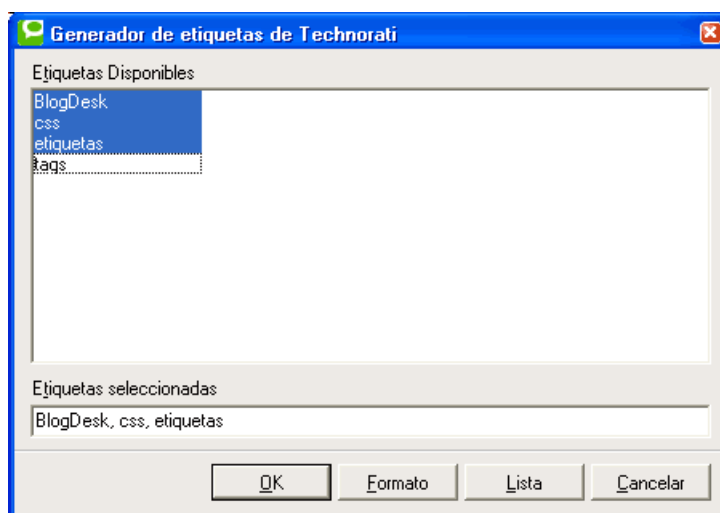 Generador de etiquetas de Technorati
Etiquetas Disponibles
BlogDesk
css
etiquetas
tags
Etiquetas seleccionadas
BlogDesk, css, etiquetas
OK Formato Lista Cancelar